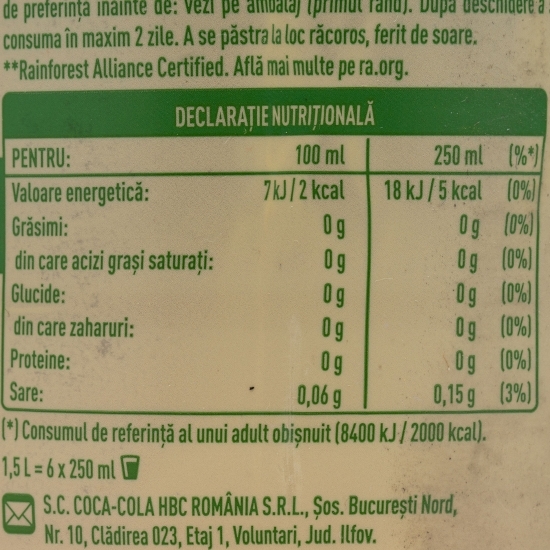 de preferință înainte de: vezi pe ambalaj (primul rând). După deschidere a
consuma în maxim 2 zile. A se păstra la loc răcoros, ferit de soare.
**Rainforest Alliance Certified. Află mai multe pe ra.org.
DECLARAȚIE NUTRIȚIONALĂ
PENTRU: 100 ml 250 ml (%*)
Valoare energetică: 7 kJ / 2 kcal 18 kJ / 5 kcal (0%)
Grăsimi: 0 g 0 g (0%)
din care acizi grași saturați: 0 g 0 g (0%)
Glucide: 0 g 0 g (0%)
din care zaharuri: 0 g 0 g (0%)
Proteine: 0 g 0 g (0%)
Sare: 0,06 g 0,15 g (3%)
(*) Consumul de referință al unui adult obișnuit (8400 kJ / 2000 kcal).
1,5 L = 6 x 250 ml
S.C. COCA-COLA HBC ROMÂNIA S.R.L., Șos. București Nord,
Nr. 10, Clădirea 023, Etaj 1, Voluntari, Jud. Ilfov.